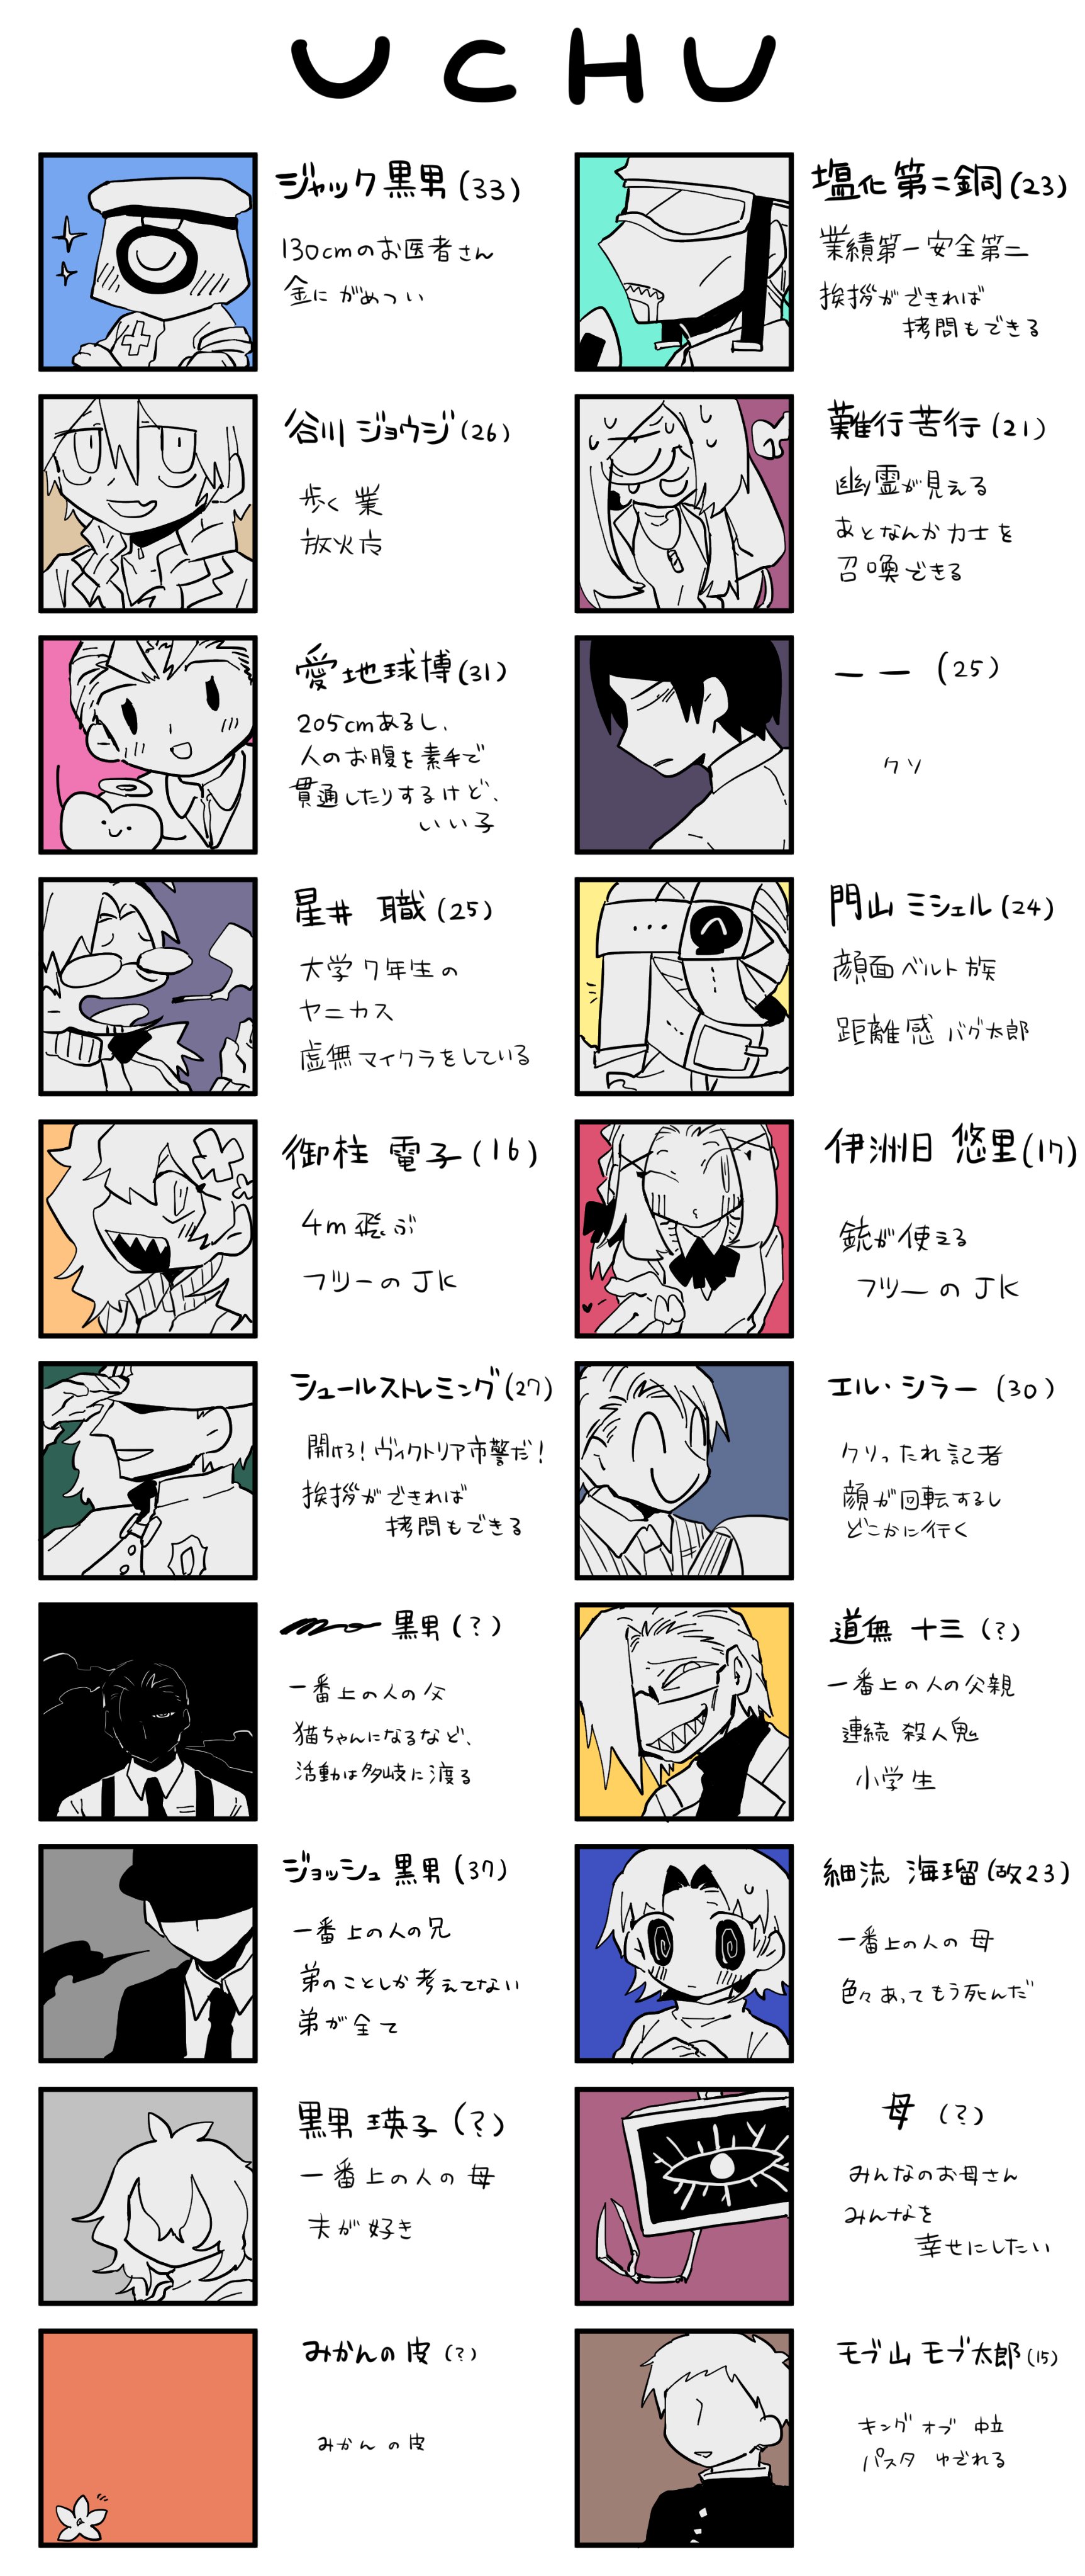 UCHU
ジャック黒男(33)
130cmのお医者さん
金にがめつい
塩化第二銅(23)
業績第一安全第二
挨拶ができれば
拷問もできる
谷川ジョウジ(26)
歩く業
放火店
難行苦行(21)
幽霊が見える
あとなんか力士を
召喚できる
愛地球博(31)
205cmあるし、
人のお腹を素手で
貫通したりするけど、
いい子
一一(25)
クソ
星井 職(25)
大学7年生の
ヤニカス
虚無マイクラをしている
門山ミシェル(24)
顔面ベルト族
距離感バグ太郎
御柱 電子(16)
4m飛ぶ
フツーのJK
伊洲日 悠里(17)
銃が使える
フツーのJK
シュールストレミング(27)
開けろ!ヴィクトリア市警だ!
挨拶ができれば
拷問もできる
エル・シラー(30)
クソったれ記者
顔が回転するし
どこかに行く
黒男(?)
一番上の人の父
猫ちゃんになるなど、
活動は多岐に渡る
道無 十三(?)
一番上の人の父親
連続殺人鬼
小学生
ジョッシュ黒男(37)
一番上の人の兄
弟のことしか考えてない
弟が全て
細流 海瑠(故23)
一番上の人の母
色々あってもう死んだ
黒男 瑛子(?)
一番上の人の母
夫が好き
母(?)
みんなのお母さん
みんなを
幸せにしたい
みかんの皮(?)
みかんの皮
モブ山モブ太郎(15)
キングオブ中立
パスタゆでれる